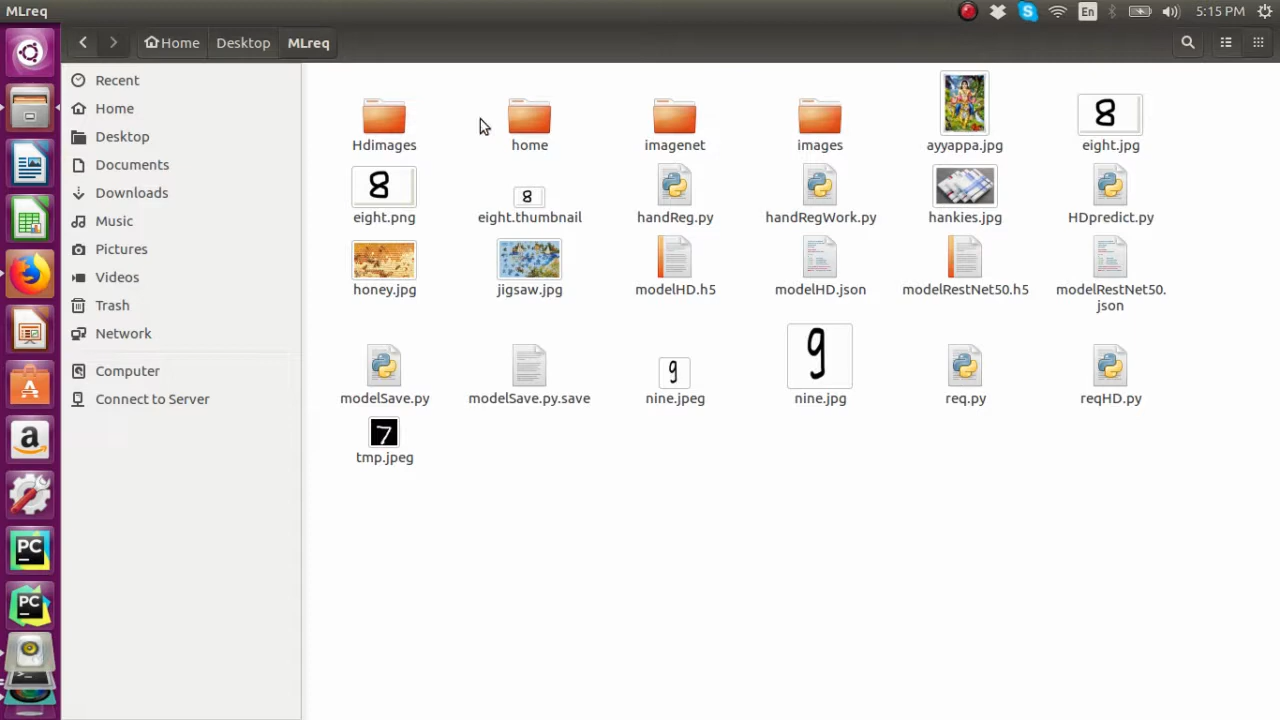 MLreq
En
5:15 PM
Home
Desktop
MLreq
Recent
Home
Desktop
Documents
Downloads
Music
Pictures
Videos
Trash
Network
Computer
Connect to Server
Hdimages
home
imagenet
images
ayyappa.jpg
8
eight.jpg
8
eight.png
8
eight.thumbnail
handReg.py
handRegWork.py
hankies.jpg
HDpredict.py
honey.jpg
jigsaw.jpg
modelHD.h5
modelHD.json
modelRestNet50.h5
modelRestNet50.
json
modelSave.py
modelSave.py.save
9
nine.jpeg
9
nine.jpg
req.py
reqHD.py
7
tmp.jpeg
A
a
PC
PC